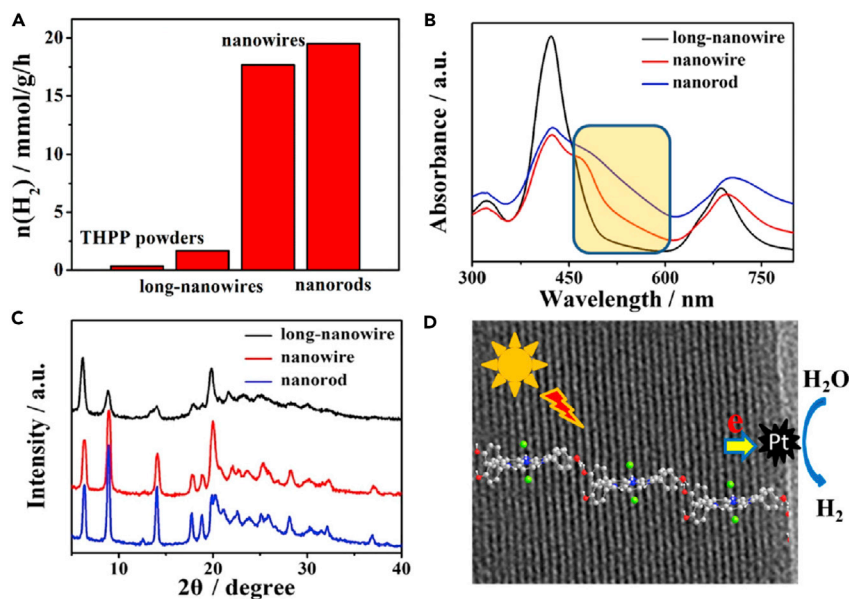 A
n(H₂) / mmol/g/h
20
15
10
5
0
THPP powders
long-nanowires
nanowires
nanorods
B
Absorbance / a.u.
long-nanowire
nanowire
nanorod
300
450
600
750
Wavelength / nm
C
Intensity / a.u.
long-nanowire
nanowire
nanorod
10
20
30
40
2θ / degree
D
e
Pt
H₂O
H₂